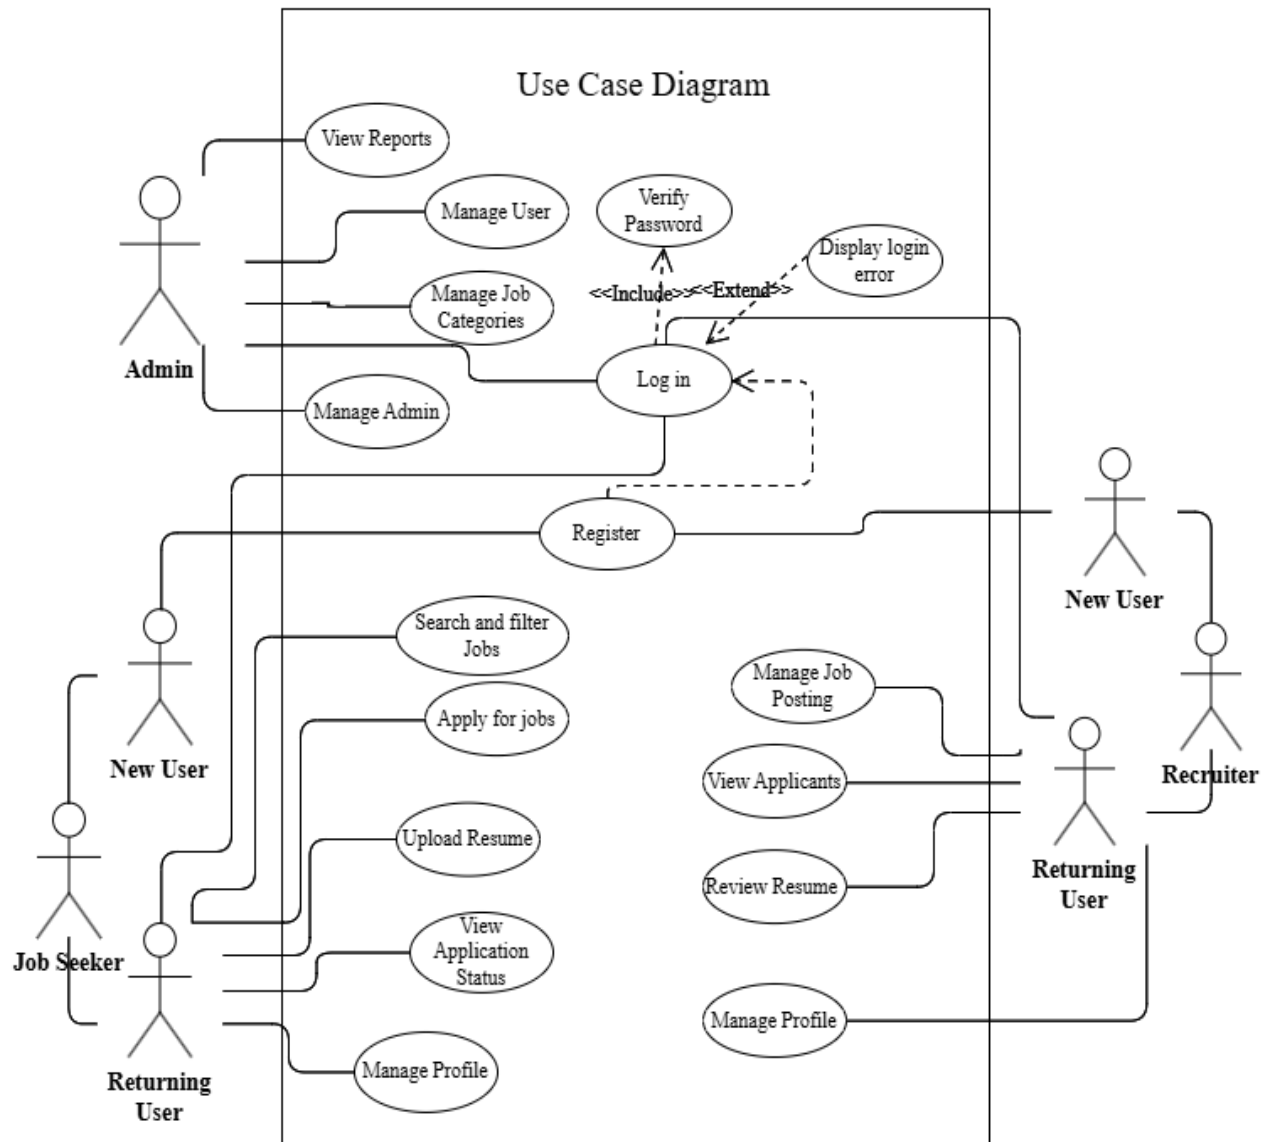 Use Case Diagram
View Reports
Manage User
Verify
Password
Display login
error
Manage Job
Categories
<<Include>>
<<Extend>>
Admin
Log in
Manage Admin
Register
New User
Search and filter
Jobs
Manage Job
Posting
Apply for jobs
New User
View Applicants
Recruiter
Upload Resume
Review Resume
Returning
User
View
Application
Status
Job Seeker
Manage Profile
Manage Profile
Returning
User